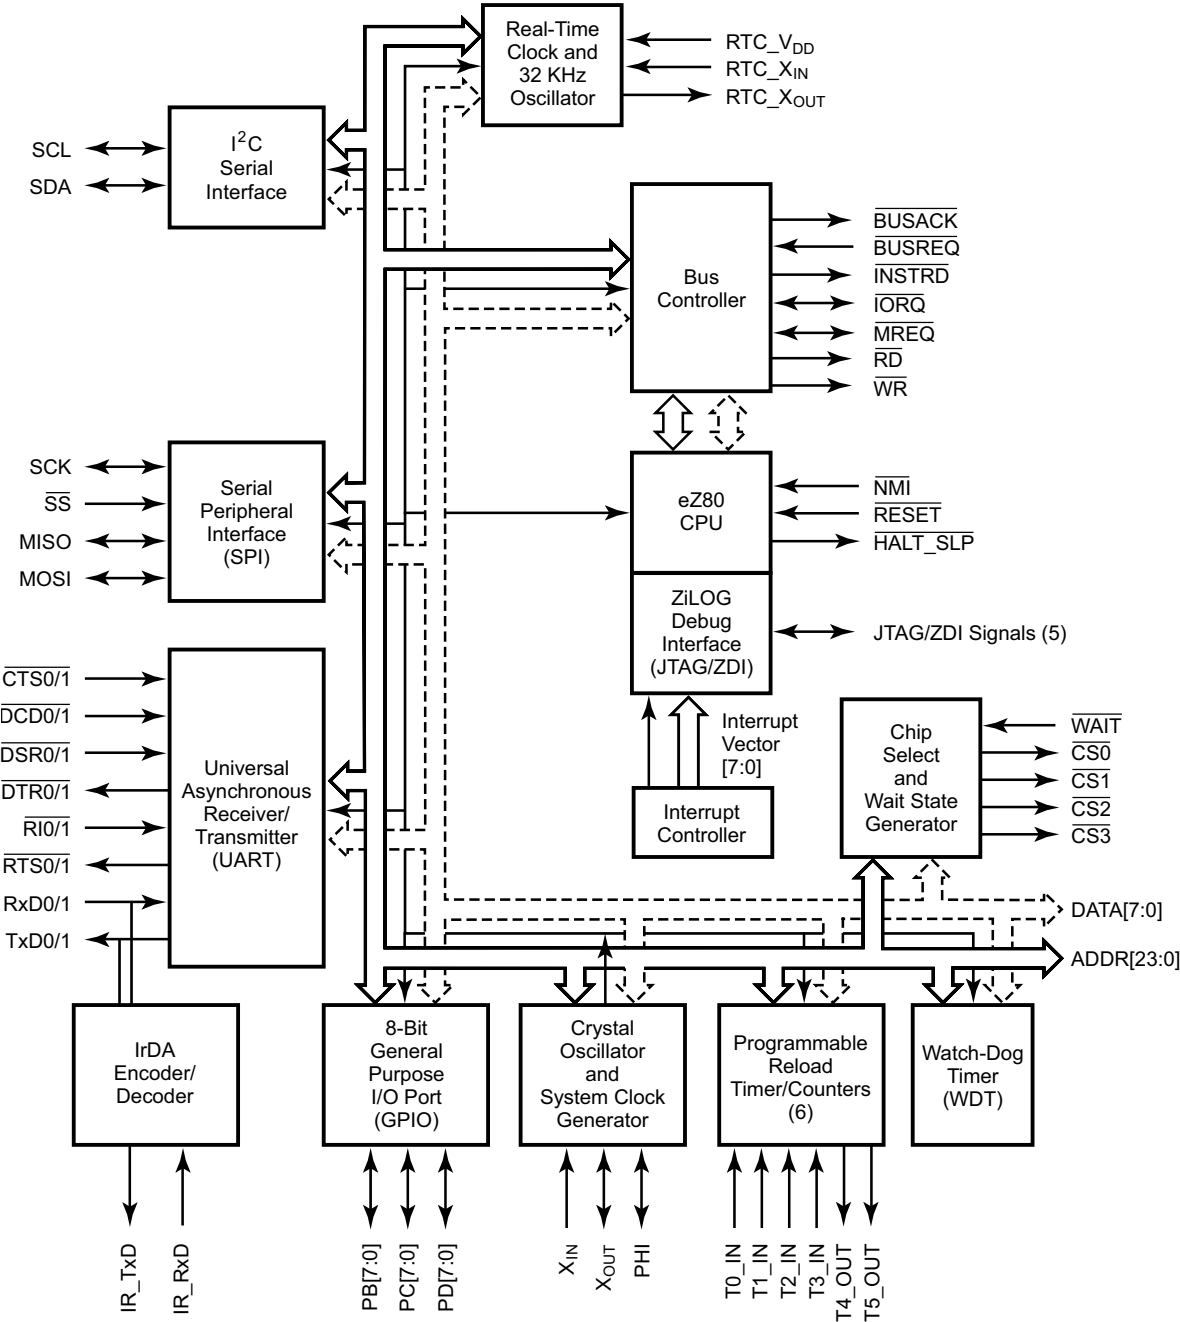 Real-Time
Clock and
32 KHz
Oscillator
RTC_VDD
RTC_XIN
RTC_XOUT
SCL
SDA
I2C
Serial
Interface
Bus
Controller
BUSACK
BUSREQ
INSTRD
IORQ
MREQ
RD
WR
SCK
SS
MISO
MOSI
Serial
Peripheral
Interface
(SPI)
eZ80
CPU
NMI
RESET
HALT_SLP
ZiLOG
Debug
Interface
(JTAG/ZDI)
JTAG/ZDI Signals (5)
CTS0/1
DCD0/1
DSR0/1
DTR0/1
RI0/1
RTS0/1
RxD0/1
TxD0/1
Universal
Asynchronous
Receiver/
Transmitter
(UART)
Interrupt
Vector
[7:0]
Interrupt
Controller
Chip
Select
and
Wait State
Generator
WAIT
CS0
CS1
CS2
CS3
DATA[7:0]
ADDR[23:0]
IrDA
Encoder/
Decoder
8-Bit
General
Purpose
I/O Port
(GPIO)
Crystal
Oscillator
and
System Clock
Generator
Programmable
Reload
Timer/Counters
(6)
Watch-Dog
Timer
(WDT)
IR_TxD
IR_RxD
PB[7:0]
PC[7:0]
PD[7:0]
XIN
XOUT
PHI
T0_IN
T1_IN
T2_IN
T3_IN
T4_OUT
T5_OUT